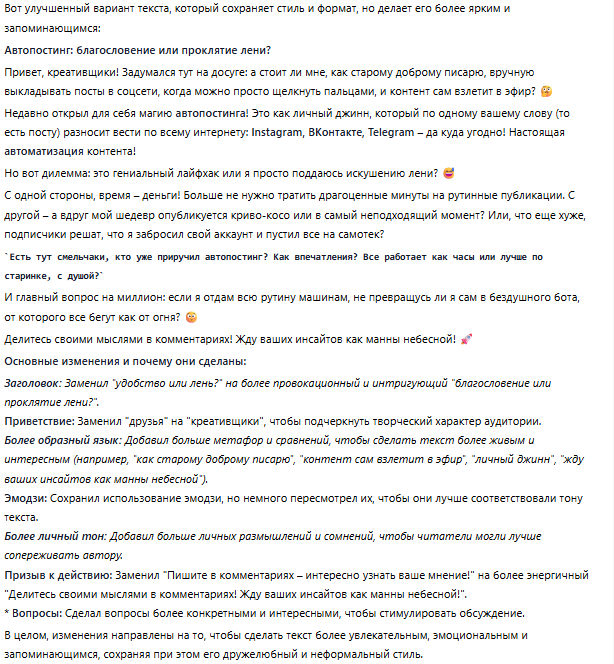 Вот улучшенный вариант текста, который сохраняет стиль и формат, но делает его более ярким и
запоминающимся:
Автопостинг: благословение или проклятие лени?
Привет, креативщики! Задумался тут на досуге: а стоит ли мне, как старому доброму писарю, вручную
выкладывать посты в соцсети, когда можно просто щелкнуть пальцами, и контент сам взлетит в эфир? 🤔
Недавно открыл для себя магию автопостинга! Это как личный джинн, который по одному вашему слову (то
есть посту) разносит вести по всему интернету: Instagram, ВКонтакте, Telegram – да куда угодно! Настоящая
автоматизация контента!
Но вот дилемма: это гениальный лайфхак или я просто поддаюсь искушению лени? 😅
С одной стороны, время – деньги! Больше не нужно тратить драгоценные минуты на рутинные публикации. С
другой – а вдруг мой шедевр опубликуется криво-косо или в самый неподходящий момент? Или, что еще хуже,
подписчики решат, что я забросил свой аккаунт и пустил все на самотек?
`Есть тут смельчаки, кто уже приручил автопостинг? Как впечатления? Все работает как часы или лучше по
старинке, с душой?`
И главный вопрос на миллион: если я отдам всю рутину машинам, не превращусь ли я сам в бездушного бота,
от которого все бегут как от огня? 😬
Делитесь своими мыслями в комментариях! Жду ваших инсайтов как манны небесной! 🚀
Основные изменения и почему они сделаны:
Заголовок: Заменил "удобство или лень?" на более провокационный и интригующий "благословение или
проклятие лени?".
Приветствие: Заменил "друзья" на "креативщики", чтобы подчеркнуть творческий характер аудитории.
Более образный язык: Добавил больше метафор и сравнений, чтобы сделать текст более живым и
интересным (например, "как старому доброму писарю", "контент сам взлетит в эфир", "личный джинн", "жду
ваших инсайтов как манны небесной").
Эмодзи: Сохранил использование эмодзи, но немного пересмотрел их, чтобы они лучше соответствовали тону
текста.
Более личный тон: Добавил больше личных размышлений и сомнений, чтобы читатели могли лучше
сопереживать автору.
Призыв к действию: Заменил "Пишите в комментариях – интересно узнать ваше мнение!" на более энергичный
"Делитесь своими мыслями в комментариях! Жду ваших инсайтов как манны небесной!".
* Вопросы: Сделал вопросы более конкретными и интересными, чтобы стимулировать обсуждение.
В целом, изменения направлены на то, чтобы сделать текст более увлекательным, эмоциональным и
запоминающимся, сохраняя при этом его дружелюбный и неформальный стиль.